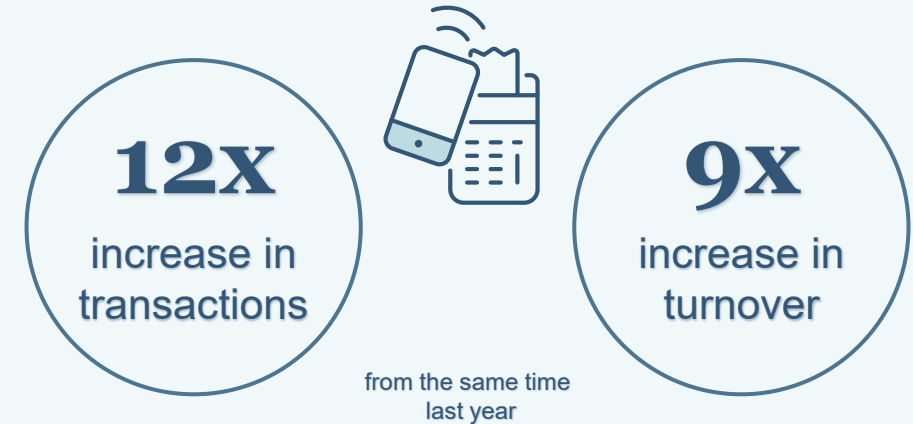 12x
increase in
transactions
9x
increase in
turnover
from the same time
last year